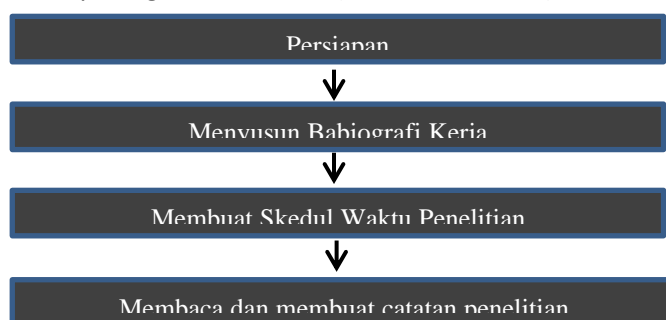 Persiapan
Menyusun Babiografi Kerja
Membuat Skedul Waktu Penelitian
Membaca dan membuat catatan penelitian